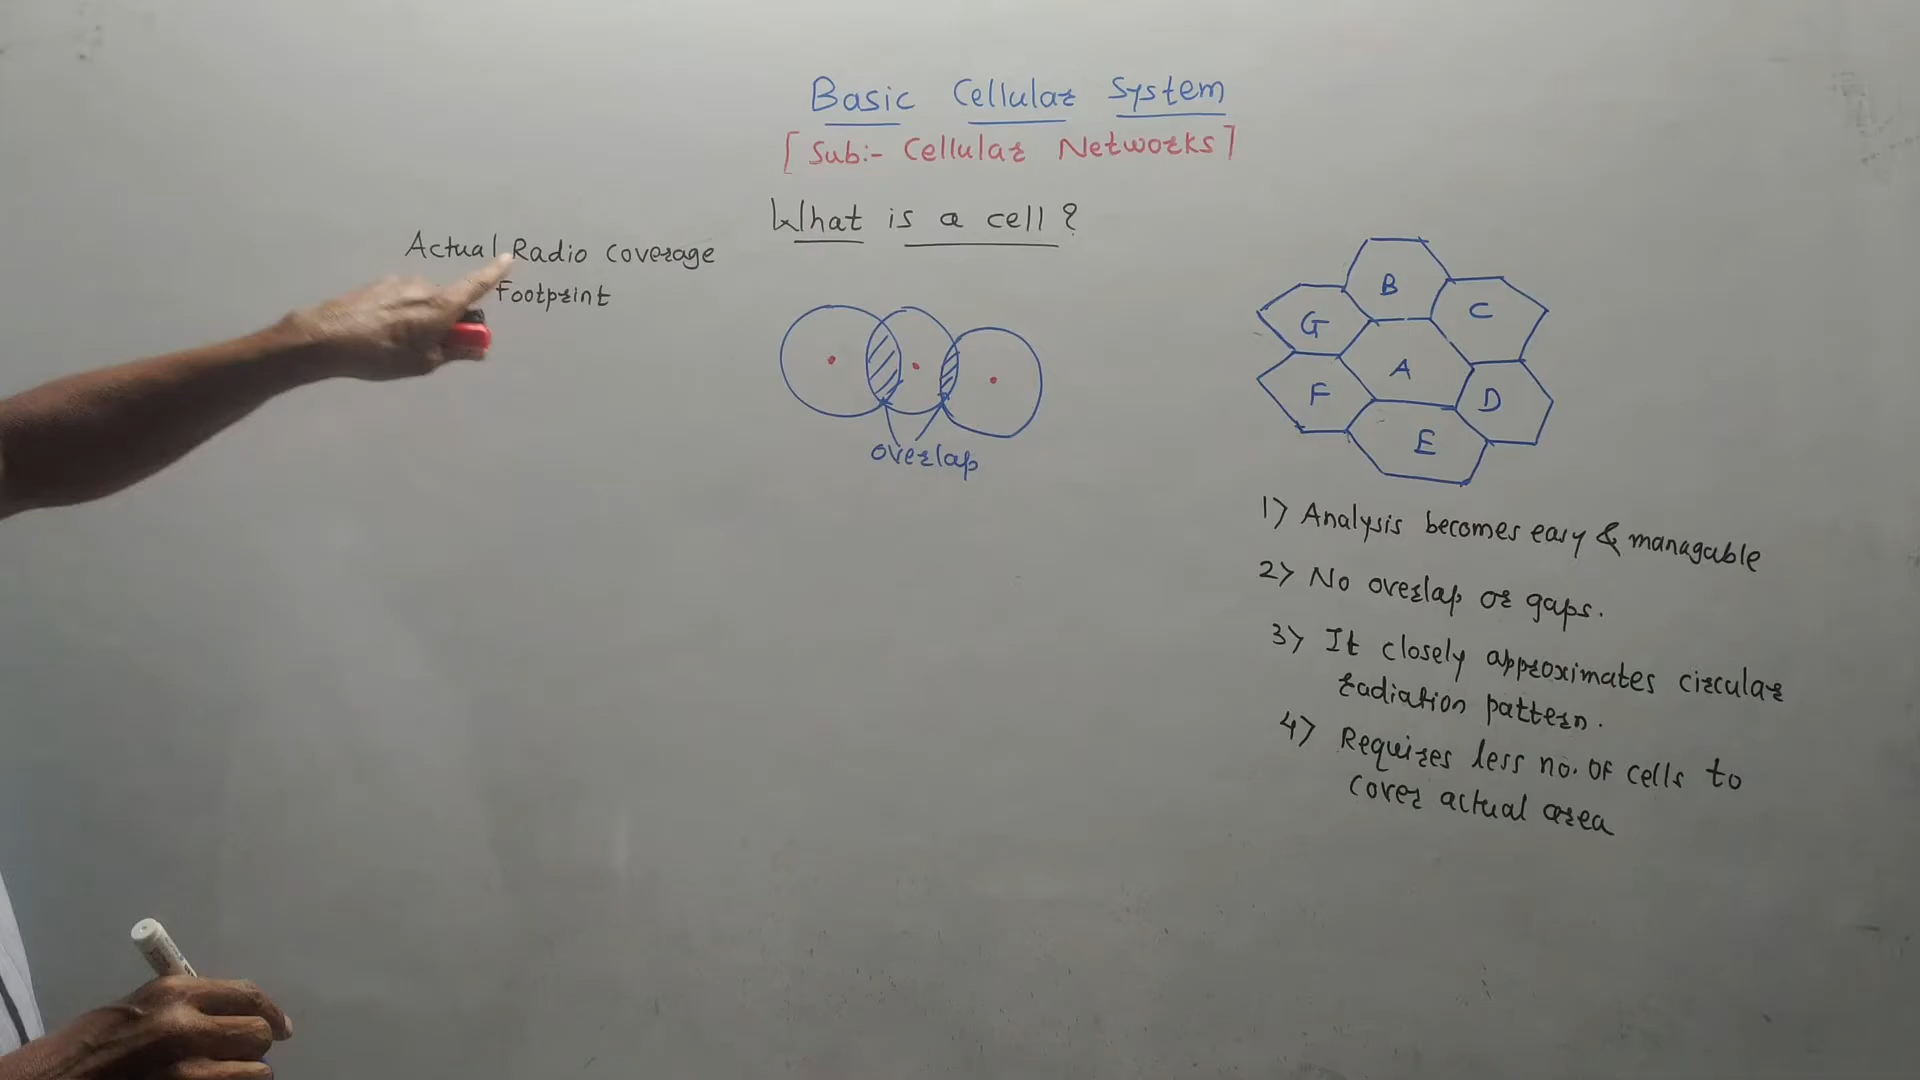 Basic Cellular System
[Sub:- Cellular Networks]
What is a cell?
Actual Radio Coverage
Footprint
overlap
B
G
C
A
F
D
E
1) Analysis becomes easy & managable
2) No overlap or gaps.
3) It closely approximates circular
radiation pattern.
4) Requires less no. of cells to
cover actual area